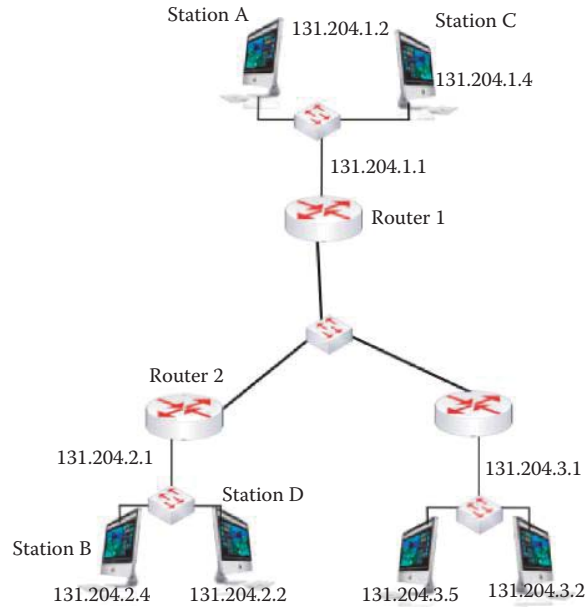 Station A
131.204.1.2
Station C
131.204.1.4
131.204.1.1
Router 1
Router 2
131.204.2.1
131.204.3.1
Station D
Station B
131.204.2.4
131.204.2.2
131.204.3.5
131.204.3.2